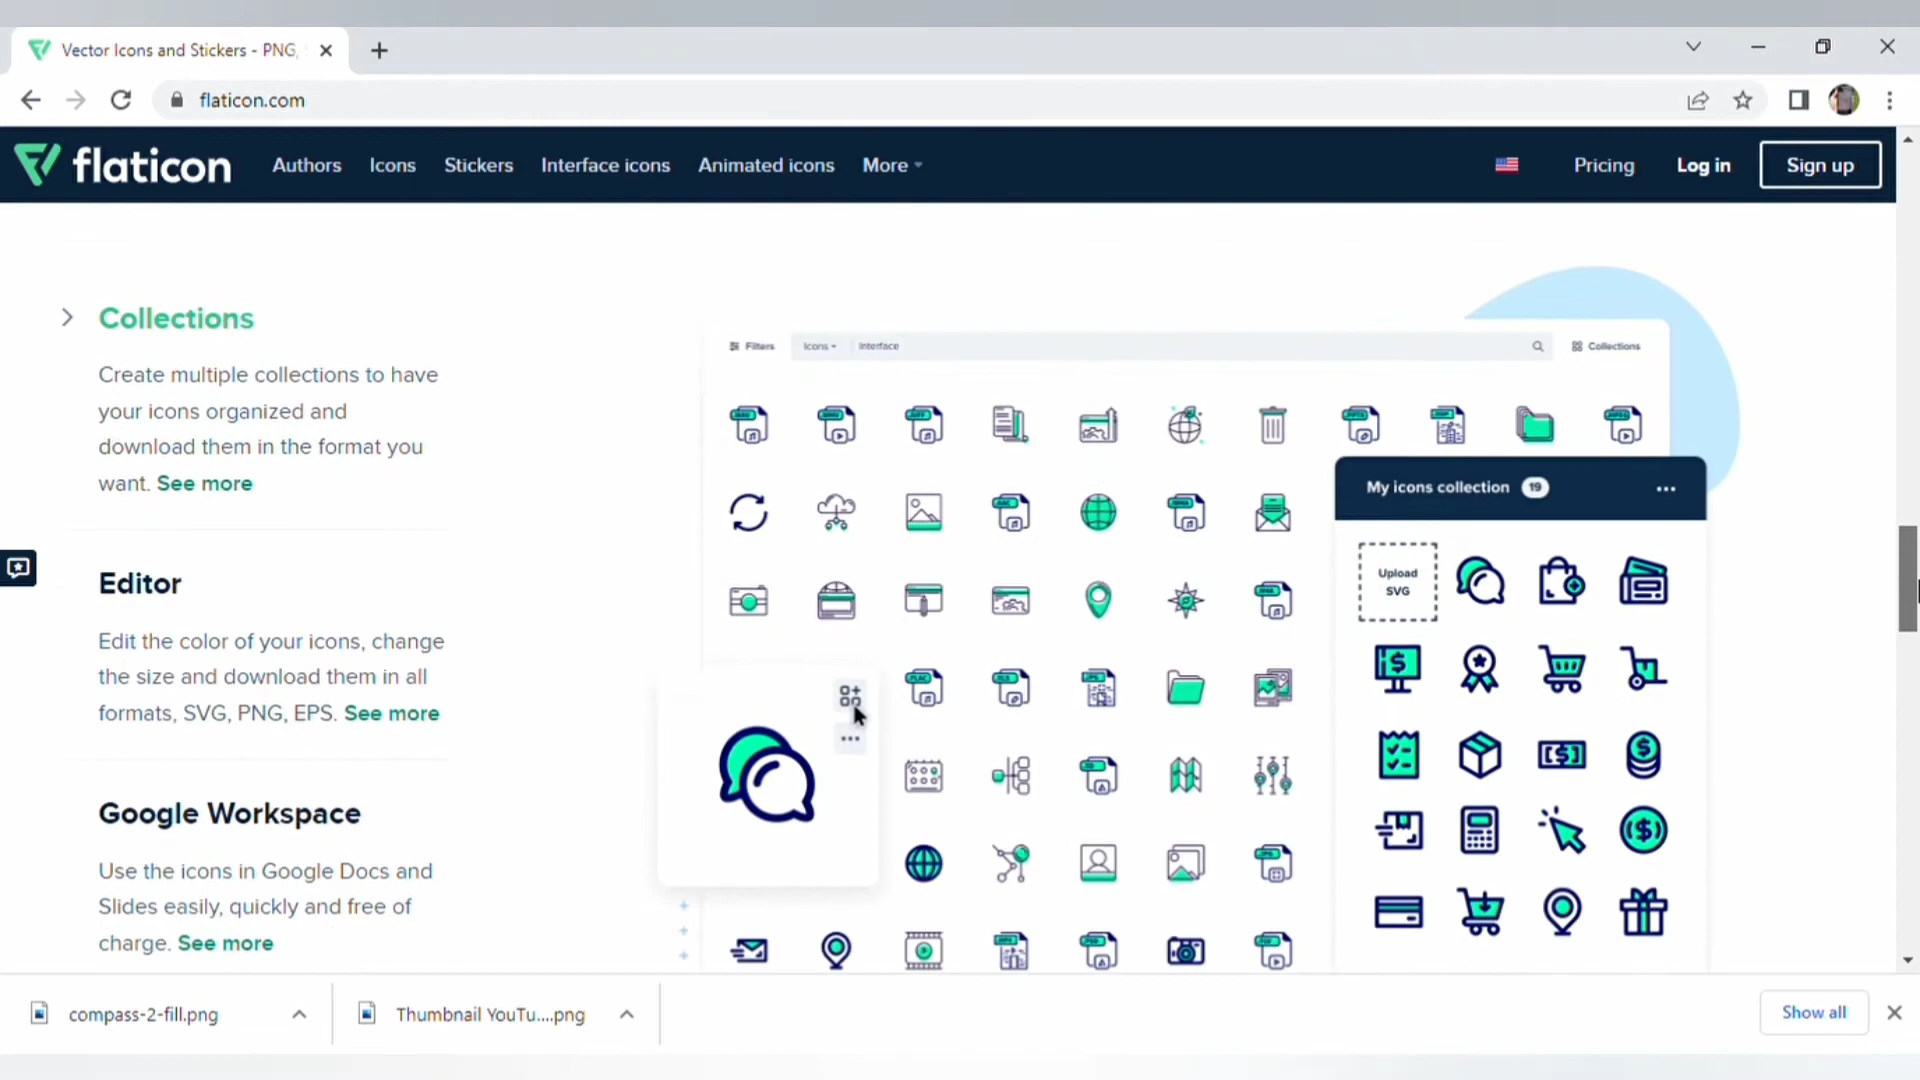 Vector Icons and Stickers - PNG,
flaticon.com
flaticon
Authors
Icons
Stickers
Interface icons
Animated icons
More
Pricing
Log in
Sign up
Collections
Create multiple collections to have
your icons organized and
download them in the format you
want. See more
Editor
Edit the color of your icons, change
the size and download them in all
formats, SVG, PNG, EPS. See more
Google Workspace
Use the icons in Google Docs and
Slides easily, quickly and free of
charge. See more
Filters
Icons
Interface
Collections
My icons collection 19
Upload
SVG
compass-2-fill.png
Thumbnail YouTu....png
Show all